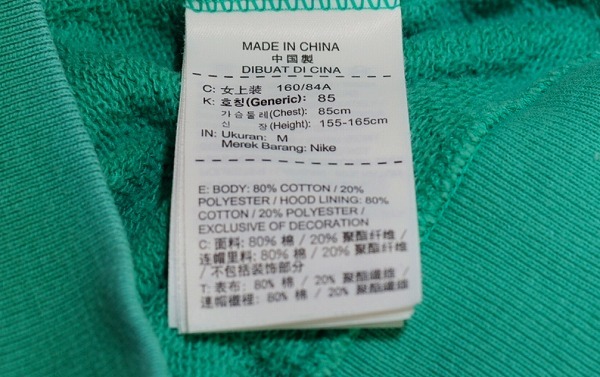 MADE IN CHINA
中国製
DIBUAT DI CINA
C: 女上装 160/84A
K: 호칭(Generic): 85
가슴둘레(Chest): 85cm
신 장(Height): 155-165cm
IN: Ukuran: M
Merek Barang: Nike
E: BODY: 80% COTTON / 20%
POLYESTER / HOOD LINING: 80%
COTTON / 20% POLYESTER /
EXCLUSIVE OF DECORATION
C: 面料: 80% 棉 / 20% 聚酯纤维 /
连帽里料: 80% 棉 / 20% 聚酯纤维
/ 不包括装饰部分
T: 表布: 80% 棉 / 20% 聚酯纖維 /
連帽襯裡: 80% 棉 / 20% 聚酯纖維